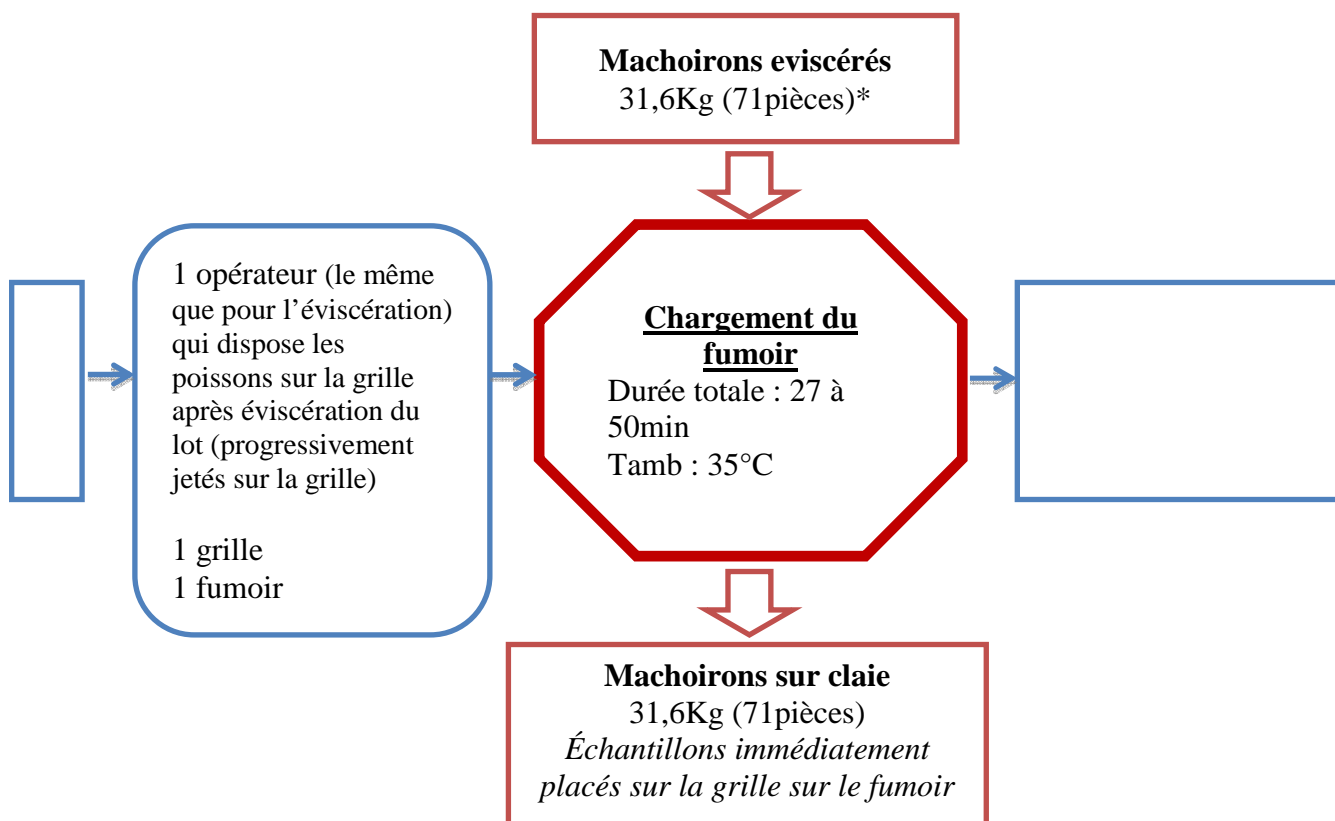 Machoirons eviscérés
31,6Kg (71pièces)*
1 opérateur (le même
que pour l’éviscération)
qui dispose les
poissons sur la grille
après éviscération du
lot (progressivement
jetés sur la grille)
1 grille
1 fumoir
Chargement du
fumoir
Durée totale : 27 à
50min
Tamb : 35°C
Machoirons sur claie
31,6Kg (71pièces)
Échantillons immédiatement
placés sur la grille sur le fumoir